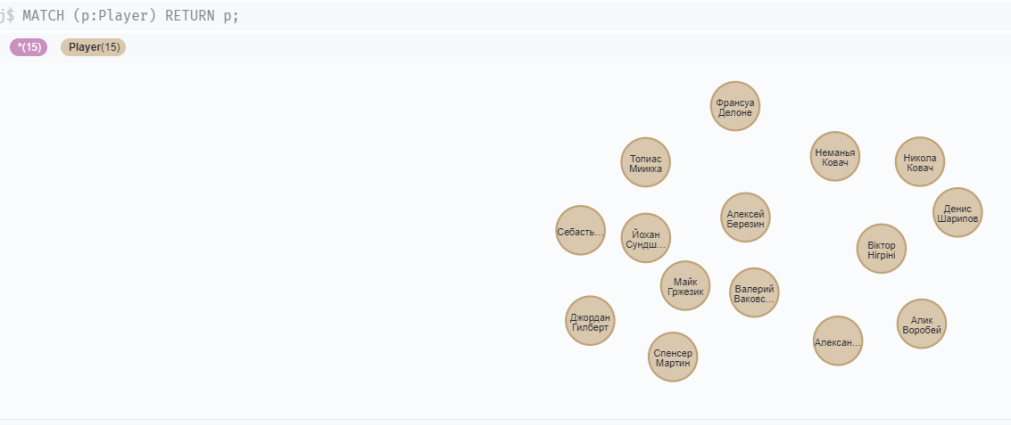 j$ MATCH (p:Player) RETURN p;
*(15) Player(15)
Франсуа
Делоне
Топиас
Миикка
Неманья
Ковач
Никола
Ковач
Денис
Шарипов
Алексей
Березин
Себасть...
Йохан
Сундш...
Віктор
Нігріні
Майк
Гржезик
Валерий
Ваковс...
Джордан
Гилберт
Алик
Воробей
Алексан...
Спенсер
Мартин